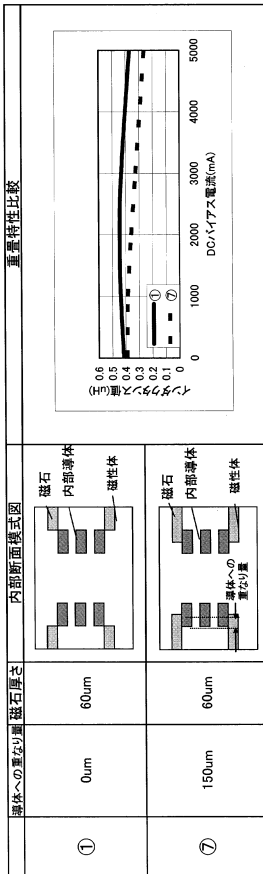 導体への重なり量
磁石厚さ
内部断面模式図
重畳特性比較
①
0um
60um
磁石
内部導体
磁性体
⑦
150um
60um
磁石
内部導体
磁性体
導体への
重なり量
インダクタンス値(uH)
0.6
0.5
0.4
0.3
0.2
0.1
0
①
⑦
0
1000
2000
3000
4000
5000
DCバイアス電流(mA)